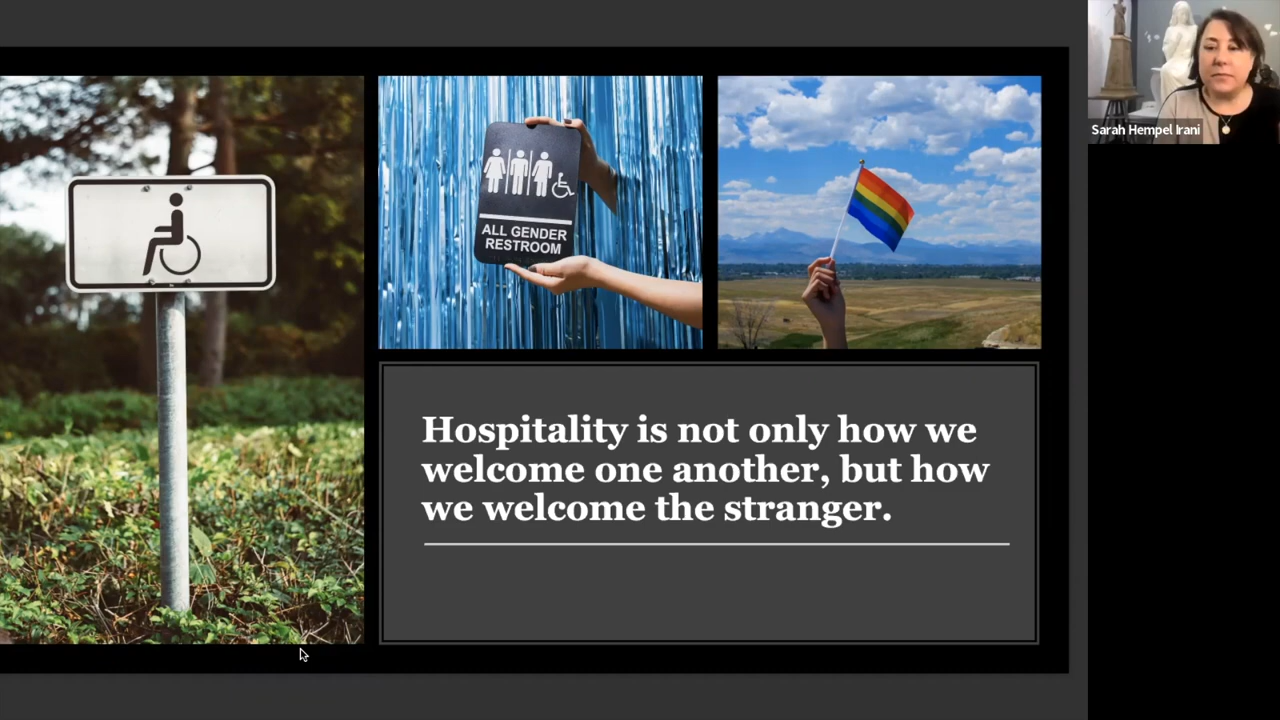 ALL GENDER
RESTROOM
Hospitality is not only how we
welcome one another, but how
we welcome the stranger.
Sarah Hempel Irani